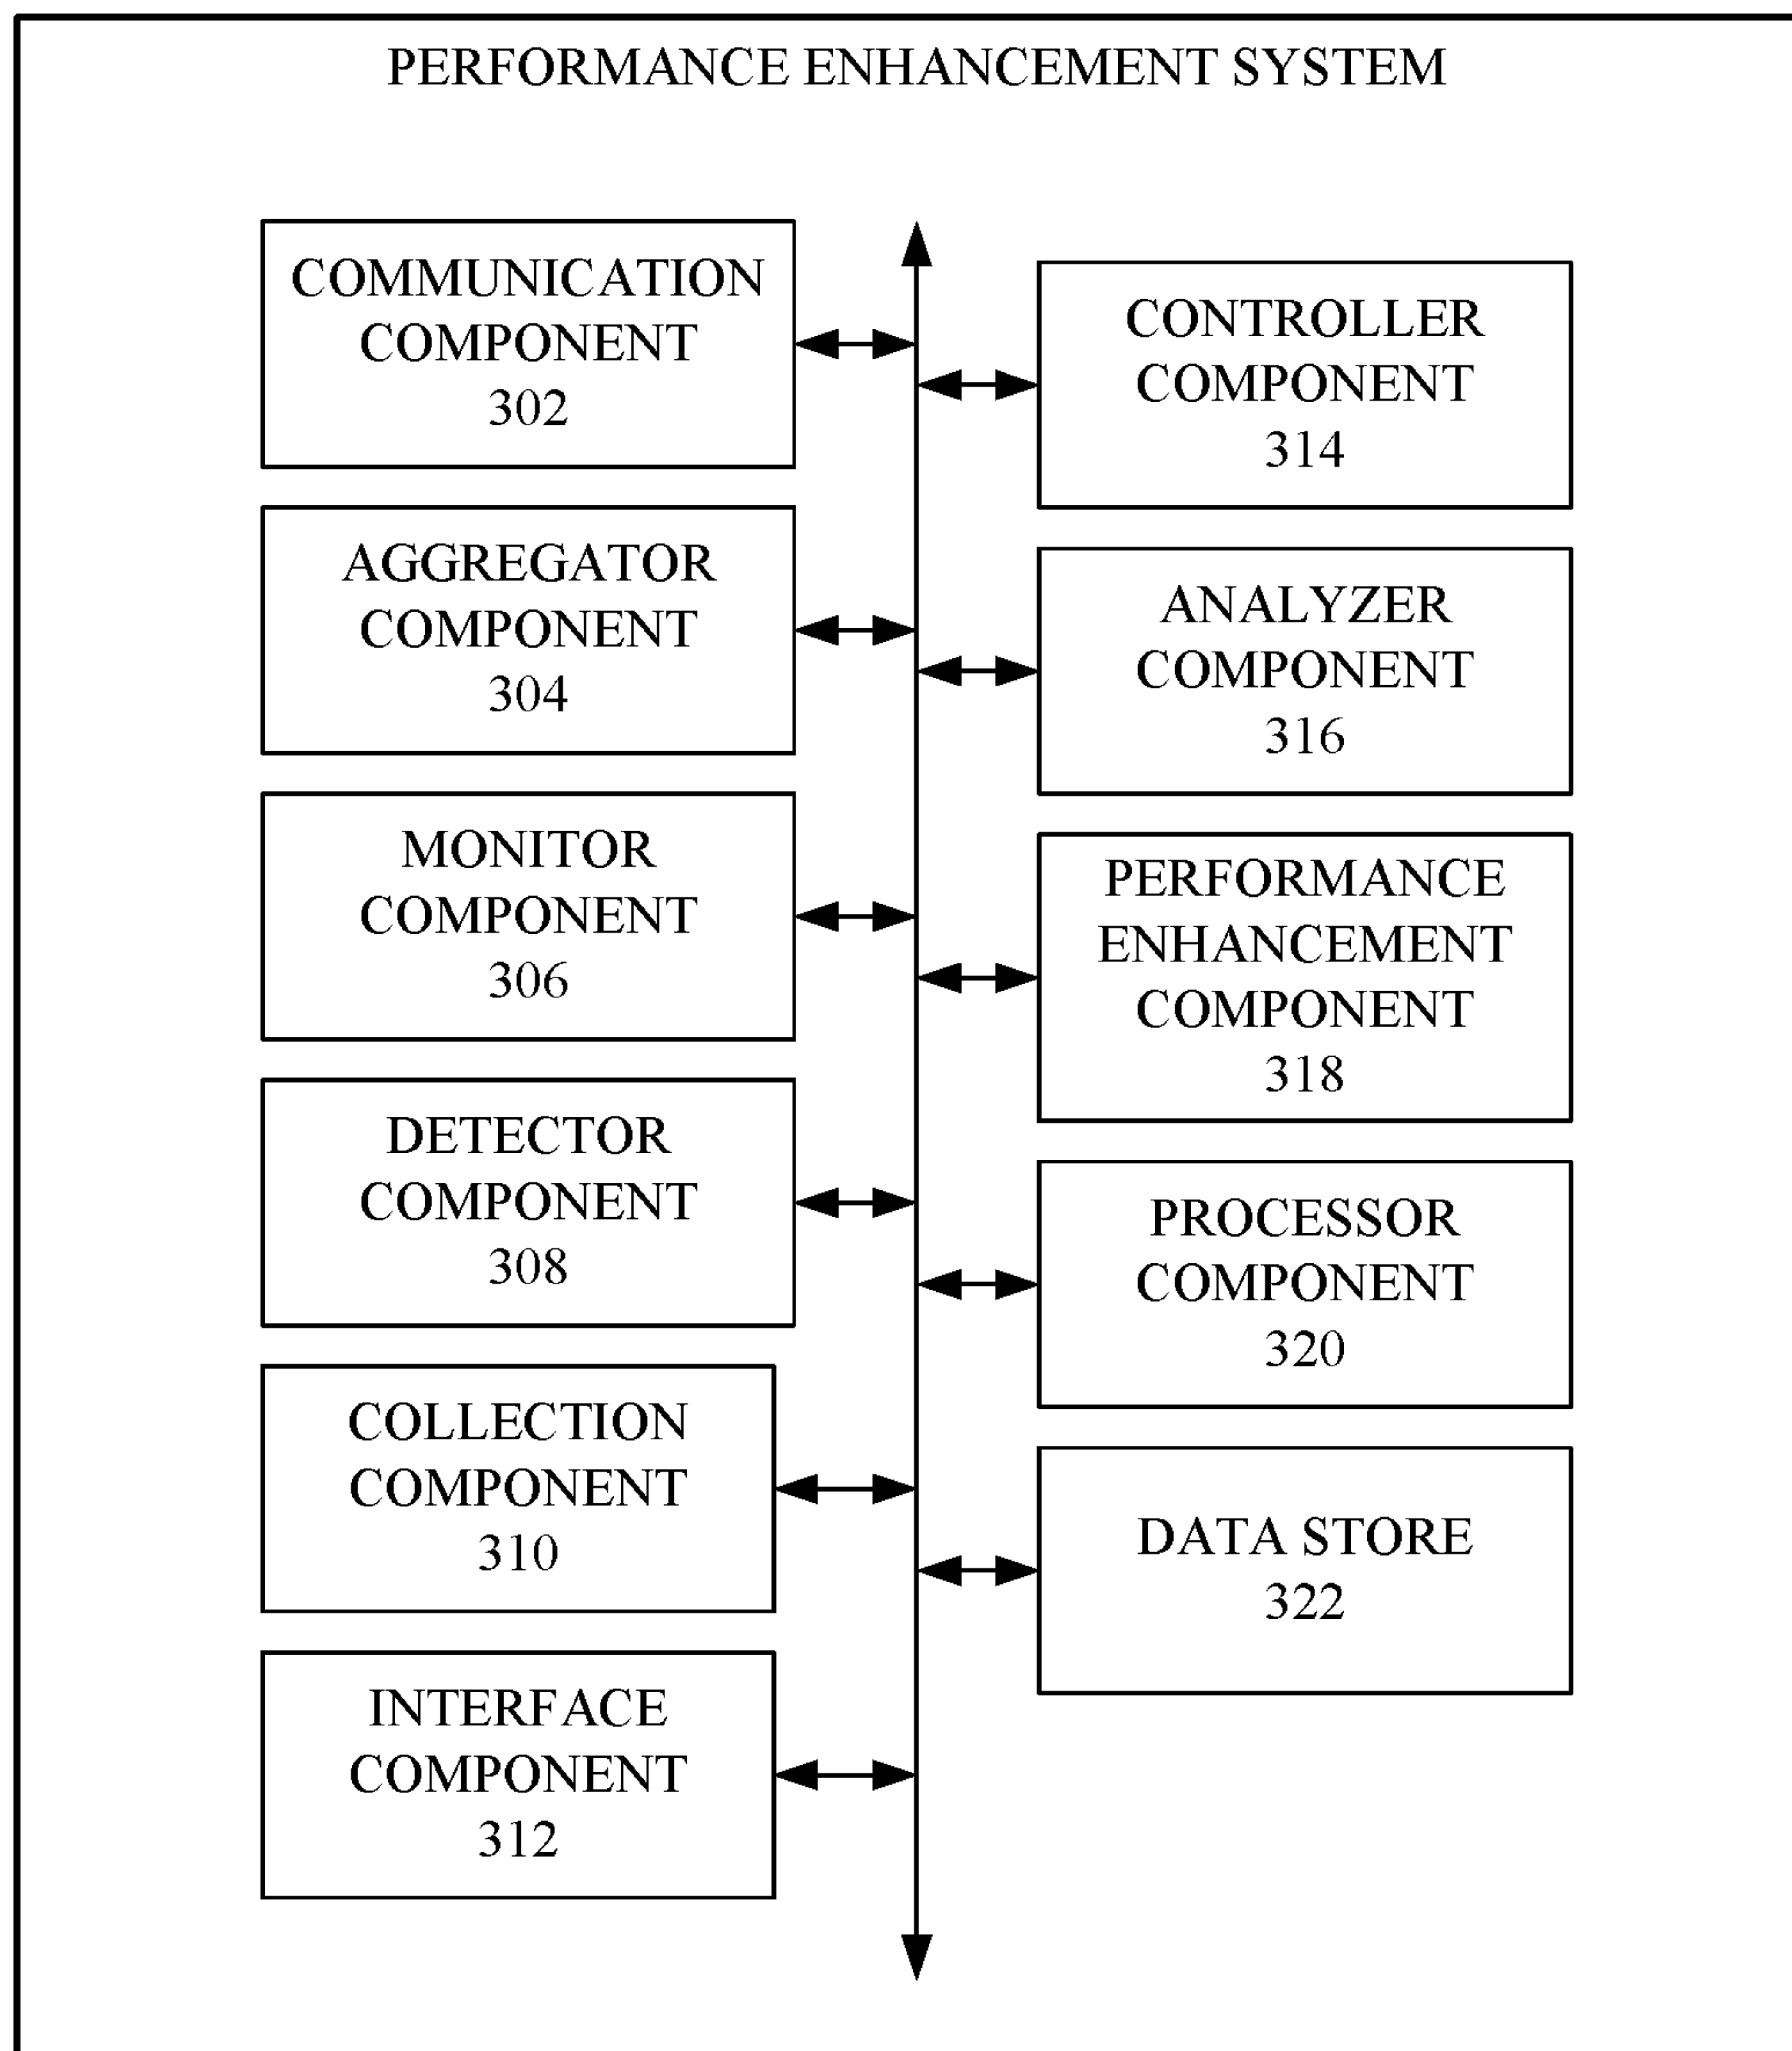 PERFORMANCE ENHANCEMENT SYSTEM
COMMUNICATION
COMPONENT
302
AGGREGATOR
COMPONENT
304
MONITOR
COMPONENT
306
DETECTOR
COMPONENT
308
COLLECTION
COMPONENT
310
INTERFACE
COMPONENT
312
CONTROLLER
COMPONENT
314
ANALYZER
COMPONENT
316
PERFORMANCE
ENHANCEMENT
COMPONENT
318
PROCESSOR
COMPONENT
320
DATA STORE
322